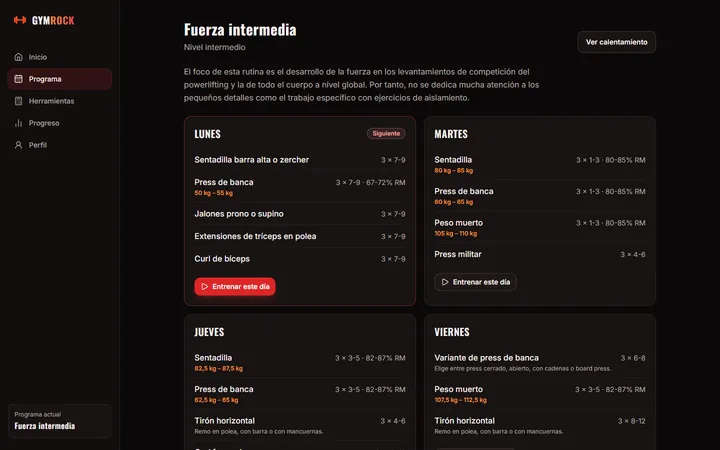 GYMROCK
Inicio
Programa
Herramientas
Progreso
Perfil
Programa actual
Fuerza intermedia
Fuerza intermedia
Nivel intermedio
Ver calentamiento
El foco de esta rutina es el desarrollo de la fuerza en los levantamientos de competición del
powerlifting y la de todo el cuerpo a nivel global. Por tanto, no se dedica mucha atención a los
pequeños detalles como el trabajo específico con ejercicios de aislamiento.
LUNES
Siguiente
Sentadilla barra alta o zercher 3 × 7-9
Press de banca 3 × 7-9 · 67-72% RM
50 kg – 55 kg
Jalones prono o supino 3 × 7-9
Extensiones de tríceps en polea 3 × 7-9
Curl de bíceps 3 × 7-9
Entrenar este día
MARTES
Sentadilla 3 × 1-3 · 80-85% RM
80 kg – 85 kg
Press de banca 3 × 1-3 · 80-85% RM
60 kg – 65 kg
Peso muerto 3 × 1-3 · 80-85% RM
105 kg – 110 kg
Press militar 3 × 4-6
Entrenar este día
JUEVES
Sentadilla 3 × 3-5 · 82-87% RM
82,5 kg – 87,5 kg
Press de banca 3 × 3-5 · 82-87% RM
62,5 kg – 65 kg
Tirón horizontal 3 × 4-6
Remo en polea, con barra o con mancuernas.
VIERNES
Variante de press de banca 3 × 6-8
Elige entre press cerrado, abierto, con cadenas o board press.
Peso muerto 3 × 3-5 · 82-87% RM
107,5 kg – 112,5 kg
Tirón horizontal 3 × 8-12
Remo en polea, con barra o con mancuernas.